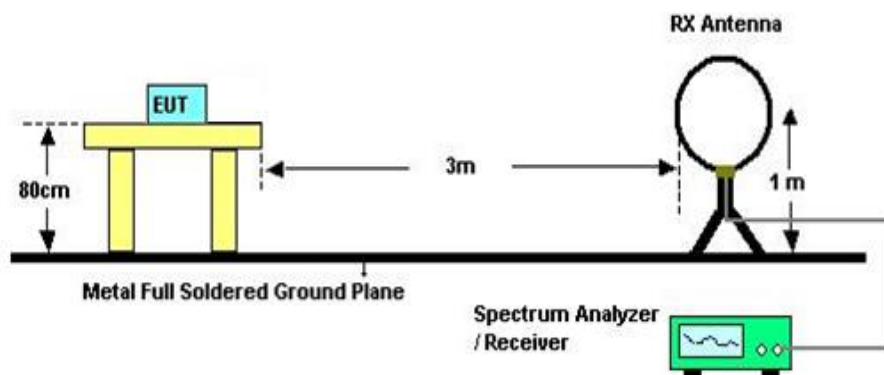 RX Antenna
EUT
80cm
3m
1 m
Metal Full Soldered Ground Plane
Spectrum Analyzer
/ Receiver